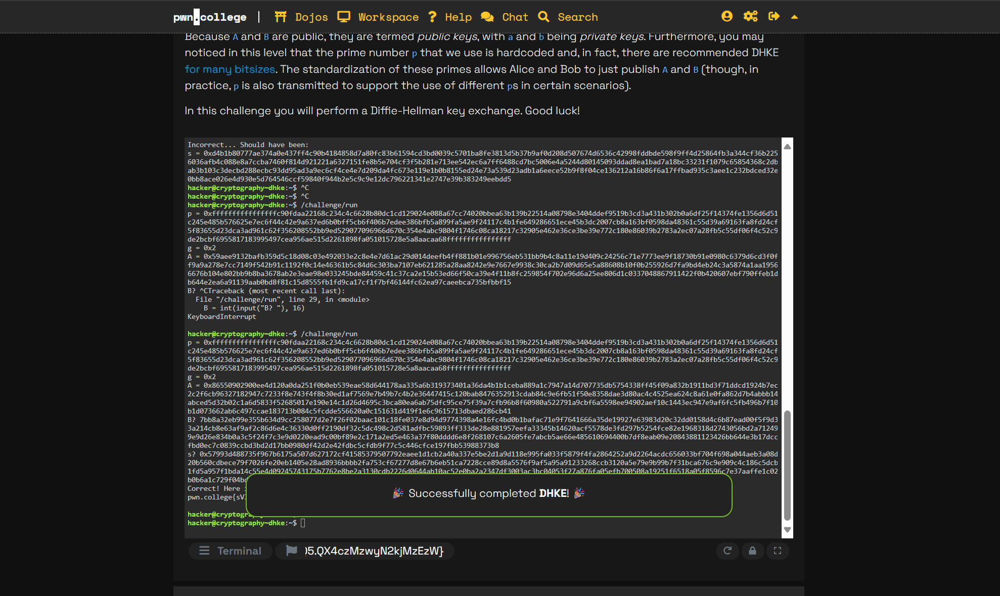 pwn.college | Dojos Workspace Help Chat Search
Because A and B are public, they are termed public keys, with a and b being private keys. Furthermore, you may
noticed in this level that the prime number p that we use is hardcoded and, in fact, there are recommended DHKE
for many bitsizes. The standardization of these primes allows Alice and Bob to just publish A and B (though, in
practice, p is also transmitted to support the use of different ps in certain scenarios).
In this challenge you will perform a Diffie-Hellman key exchange. Good luck!
Incorrect... Should have been:
s = 0xd4b1b80777ae374a0e437ff4c90b4184858d7a80fc83b61594cd3bd0039c5701ba8fe3813d5b37b9af0d208d507674d6536c42998fddbde598f9ff4d25864fb3a344cf36b225
6036afb4c088e8a7ccba7460f814d921221a6327151fe8b5e704cf3f5b281e713ee542ec6a7ff6488cd7bc5006e4a5244d80145093ddad8ea1bad7a18bc33231f1079c65854368c2db
ab3b103c3decbd288ecbc93dd95ad3a9ec6cf4ce4e7d209da4fc673e119e1b0b8155ed24e73a539d23adb1a6eece52b9f8f04ce136212a16b86f6a17ffbad935c3aee1c232bdced32e
0bb8ace026e4d930e5d764546ccf59840f944b2e5c9c9e12dc796221341e2747e39b383249eebdd5
hacker@cryptography~dhke:~$ ^C
hacker@cryptography~dhke:~$ ^C
hacker@cryptography~dhke:~$ /challenge/run
p = 0xffffffffffffffffc90fdaa22168c234c4c6628b80dc1cd129024e088a67cc74020bbea63b139b22514a08798e3404ddef9519b3cd3a431b302b0a6df25f14374fe1356d6d51
c245e485b576625e7ec6f44c42e9a637ed6b0bff5cb6f406b7edee386bfb5a899fa5ae9f24117c4b1fe649286651ece45b3dc2007cb8a163bf0598da48361c55d39a69163fa8fd24cf
5f83655d23dca3ad961c62f356208552bb9ed529077096966d670c354e4abc9804f1746c08ca18217c32905e462e36ce3be39e772c180e86039b2783a2ec07a28fb5c55df06f4c52c9
de2bcbf6955817183995497cea956ae515d2261898fa051015728e5a8aacaa68ffffffffffffffff
g = 0x2
A = 0x59aee9132bafb359d5c18d08c03e492033e2c8e4e7d61ac29d014deefb4ff881b01e996756eb531bb9b4c8a11e19d409c24256c71e7773ee9f18730b91e0980c6379d6cd3f0f
f9a9a278e7cc7149f542b91c1192f0c14e46361b5c84d6c303ba7107eb621285a28aa8242e9e7667e9938c30ca2b7d09d65e5a88608b10f0b255926d7fa9bd4eb24c3a5874a1aa1956
6676b104e802bb9b8ba3678ab2e3eae98e033245bde84459c41c37ca2e15b53ed66f50ca39e4f11b8fc259854f702e96d6a25ee806d1c0337048867911422f0b420607ebf790ffeb1d
b644e2ea6a91139aab0bd8f81c15d8555fb1fd9ca17cf1f7bf46144fc62ea97caeebca735bfbbf15
B? ^CTraceback (most recent call last):
File "/challenge/run", line 29, in <module>
B = int(input("B? "), 16)
KeyboardInterrupt
hacker@cryptography~dhke:~$ /challenge/run
p = 0xffffffffffffffffc90fdaa22168c234c4c6628b80dc1cd129024e088a67cc74020bbea63b139b22514a08798e3404ddef9519b3cd3a431b302b0a6df25f14374fe1356d6d51
c245e485b576625e7ec6f44c42e9a637ed6b0bff5cb6f406b7edee386bfb5a899fa5ae9f24117c4b1fe649286651ece45b3dc2007cb8a163bf0598da48361c55d39a69163fa8fd24cf
5f83655d23dca3ad961c62f356208552bb9ed529077096966d670c354e4abc9804f1746c08ca18217c32905e462e36ce3be39e772c180e86039b2783a2ec07a28fb5c55df06f4c52c9
de2bcbf6955817183995497cea956ae515d2261898fa051015728e5a8aacaa68ffffffffffffffff
g = 0x2
A = 0x86550902900ee4d120a0da251f0b0eb539eae58d644178aa335a6b319373401a36da4b1b1ceba889a1c7947a14d707735db5754338ff45f09a832b1911bd3f71ddcd1924b7ec
2c2f6cb96327182947c7233f8e743f4f8b30ed1af7569e7b49b7c4b2e36447415c120bab8476352913cdab84c9e6fb51f50e8358dae3d80ac4c4525ea624c8a61e0fa862d7b4abbb14
abced5d32b02c1a6d5833f52685017e190e14c1d26d4695c3bca80ea6ab75dfc95ce75f39a7cfb96b8f60980a522791a9cbf6a5598ee94902aef10c1443ec947e9af6fc5fb496b7f10
b1d073662ab6c497ccae183713b084c5fcdde556620a0c151631d419f1e6c9615713dbaed286cb41
B? 7bb8a32eb99e355b634d9cc258077d2e7f26f02baac101c18fe037e8d94d9774398a4e16fc4bd0b1bafac71e9f7641666a35de19927e63983d20c32dd0158d4c6b87ead00f5f9d3
3a214cb8e63af9af2c86d6e4c36330d0ff2190df32c5dc498c2d581adfbc59893ff333de28e881957eefa33345b14620acf5578de3fd297b5254fce82e1968318d2743056bd2a71249
9e9d26e834b0a3c5f24f7c3e9d0220ead9c00bf89e2c171a2ed5e463a37f80dddd6e8f268107c6a2605fe7abcb5ae66e485610694400b7df8eab09e20843881123426bb644e3b17dcc
fbd0ec7c0839ccbd3bd2d17bb0980df42d2e42fdbc5cfdb9f77c5c446cfce197fbb53988373b8
s? 0x57993d488735f967b6175a507d627172cf41585379507792eaee1d1cb2a40a337e5be2d1a9d118e995fa033f5879f4fa2864252a9d2264acdc656033bf704f698a044aeb3a08d
20b560cdbece79f7026fe20eb1405e28ad8936bbbb2fa753cf67277d8e67b6eb51ca7228cce89d8a5576f9af5a95a91233268ccb3120a5e79e9b99b7f31bca676c9e909c4c186c5dcb
1fd5a957f1bda14c55e4d09245743175b7762e8be2a3130cdb2226d0644ab10ac52e0ba2a2347df3003ac3bc04053f27a876fa05efb700508a19251f6518a05f8596c7e37aaffe1c02
b0b6a1c729f04bd
Correct! Here
pwn.college{sV
🎉 Successfully completed DHKE! 🎉
hacker@cryptogra
hacker@cryptography~dhke:~$
Terminal
5.QX4czMzwyN2kjMzEzW}